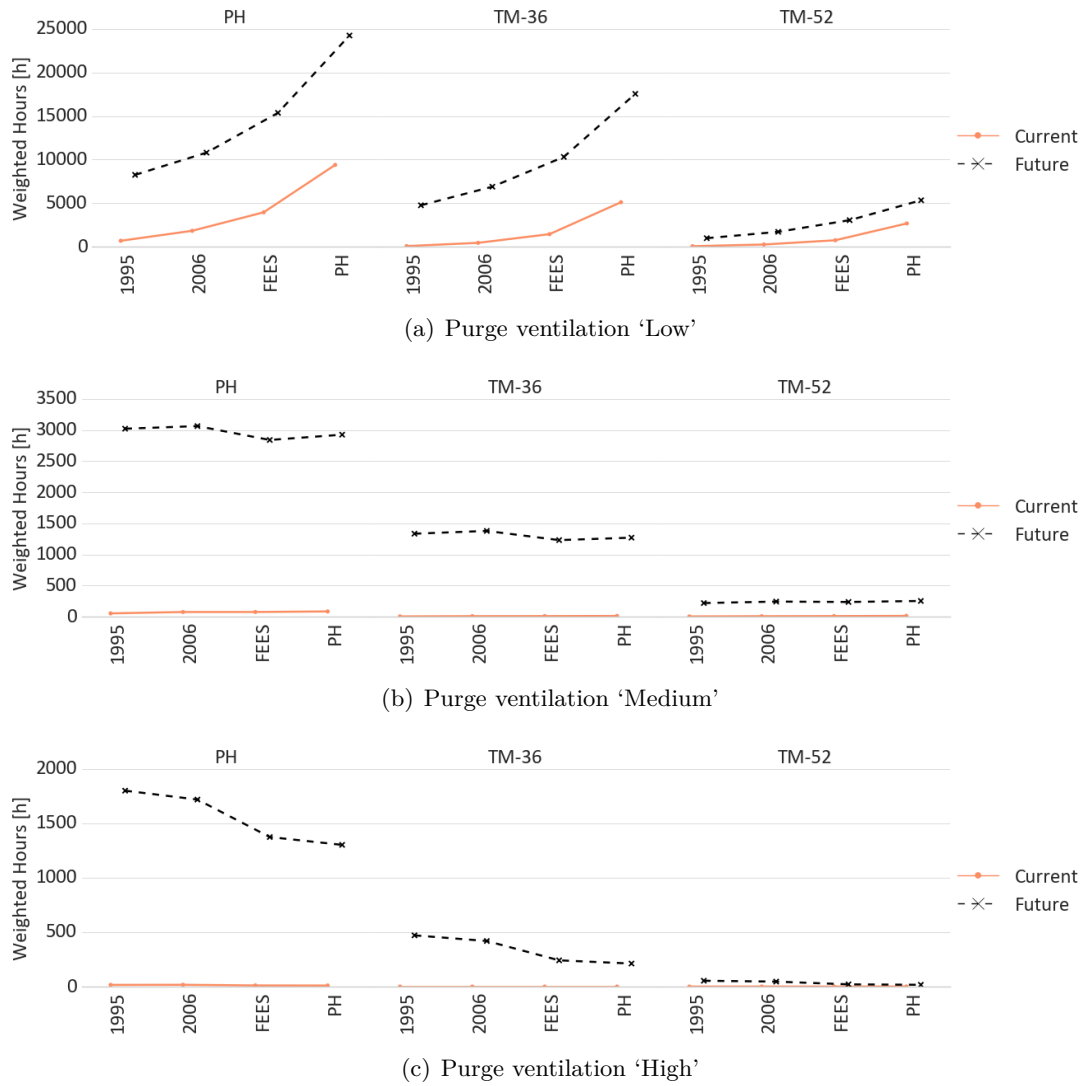 PH TM-36 TM-52
25000
20000
15000
10000
5000
0
Weighted Hours [h]
1995 2006 FEES PH 1995 2006 FEES PH 1995 2006 FEES PH
Current
Future
(a) Purge ventilation ‘Low’
PH TM-36 TM-52
3500
3000
2500
2000
1500
1000
500
0
Weighted Hours [h]
1995 2006 FEES PH 1995 2006 FEES PH 1995 2006 FEES PH
Current
Future
(b) Purge ventilation ‘Medium’
PH TM-36 TM-52
2000
1500
1000
500
0
Weighted Hours [h]
1995 2006 FEES PH 1995 2006 FEES PH 1995 2006 FEES PH
Current
Future
(c) Purge ventilation ‘High’